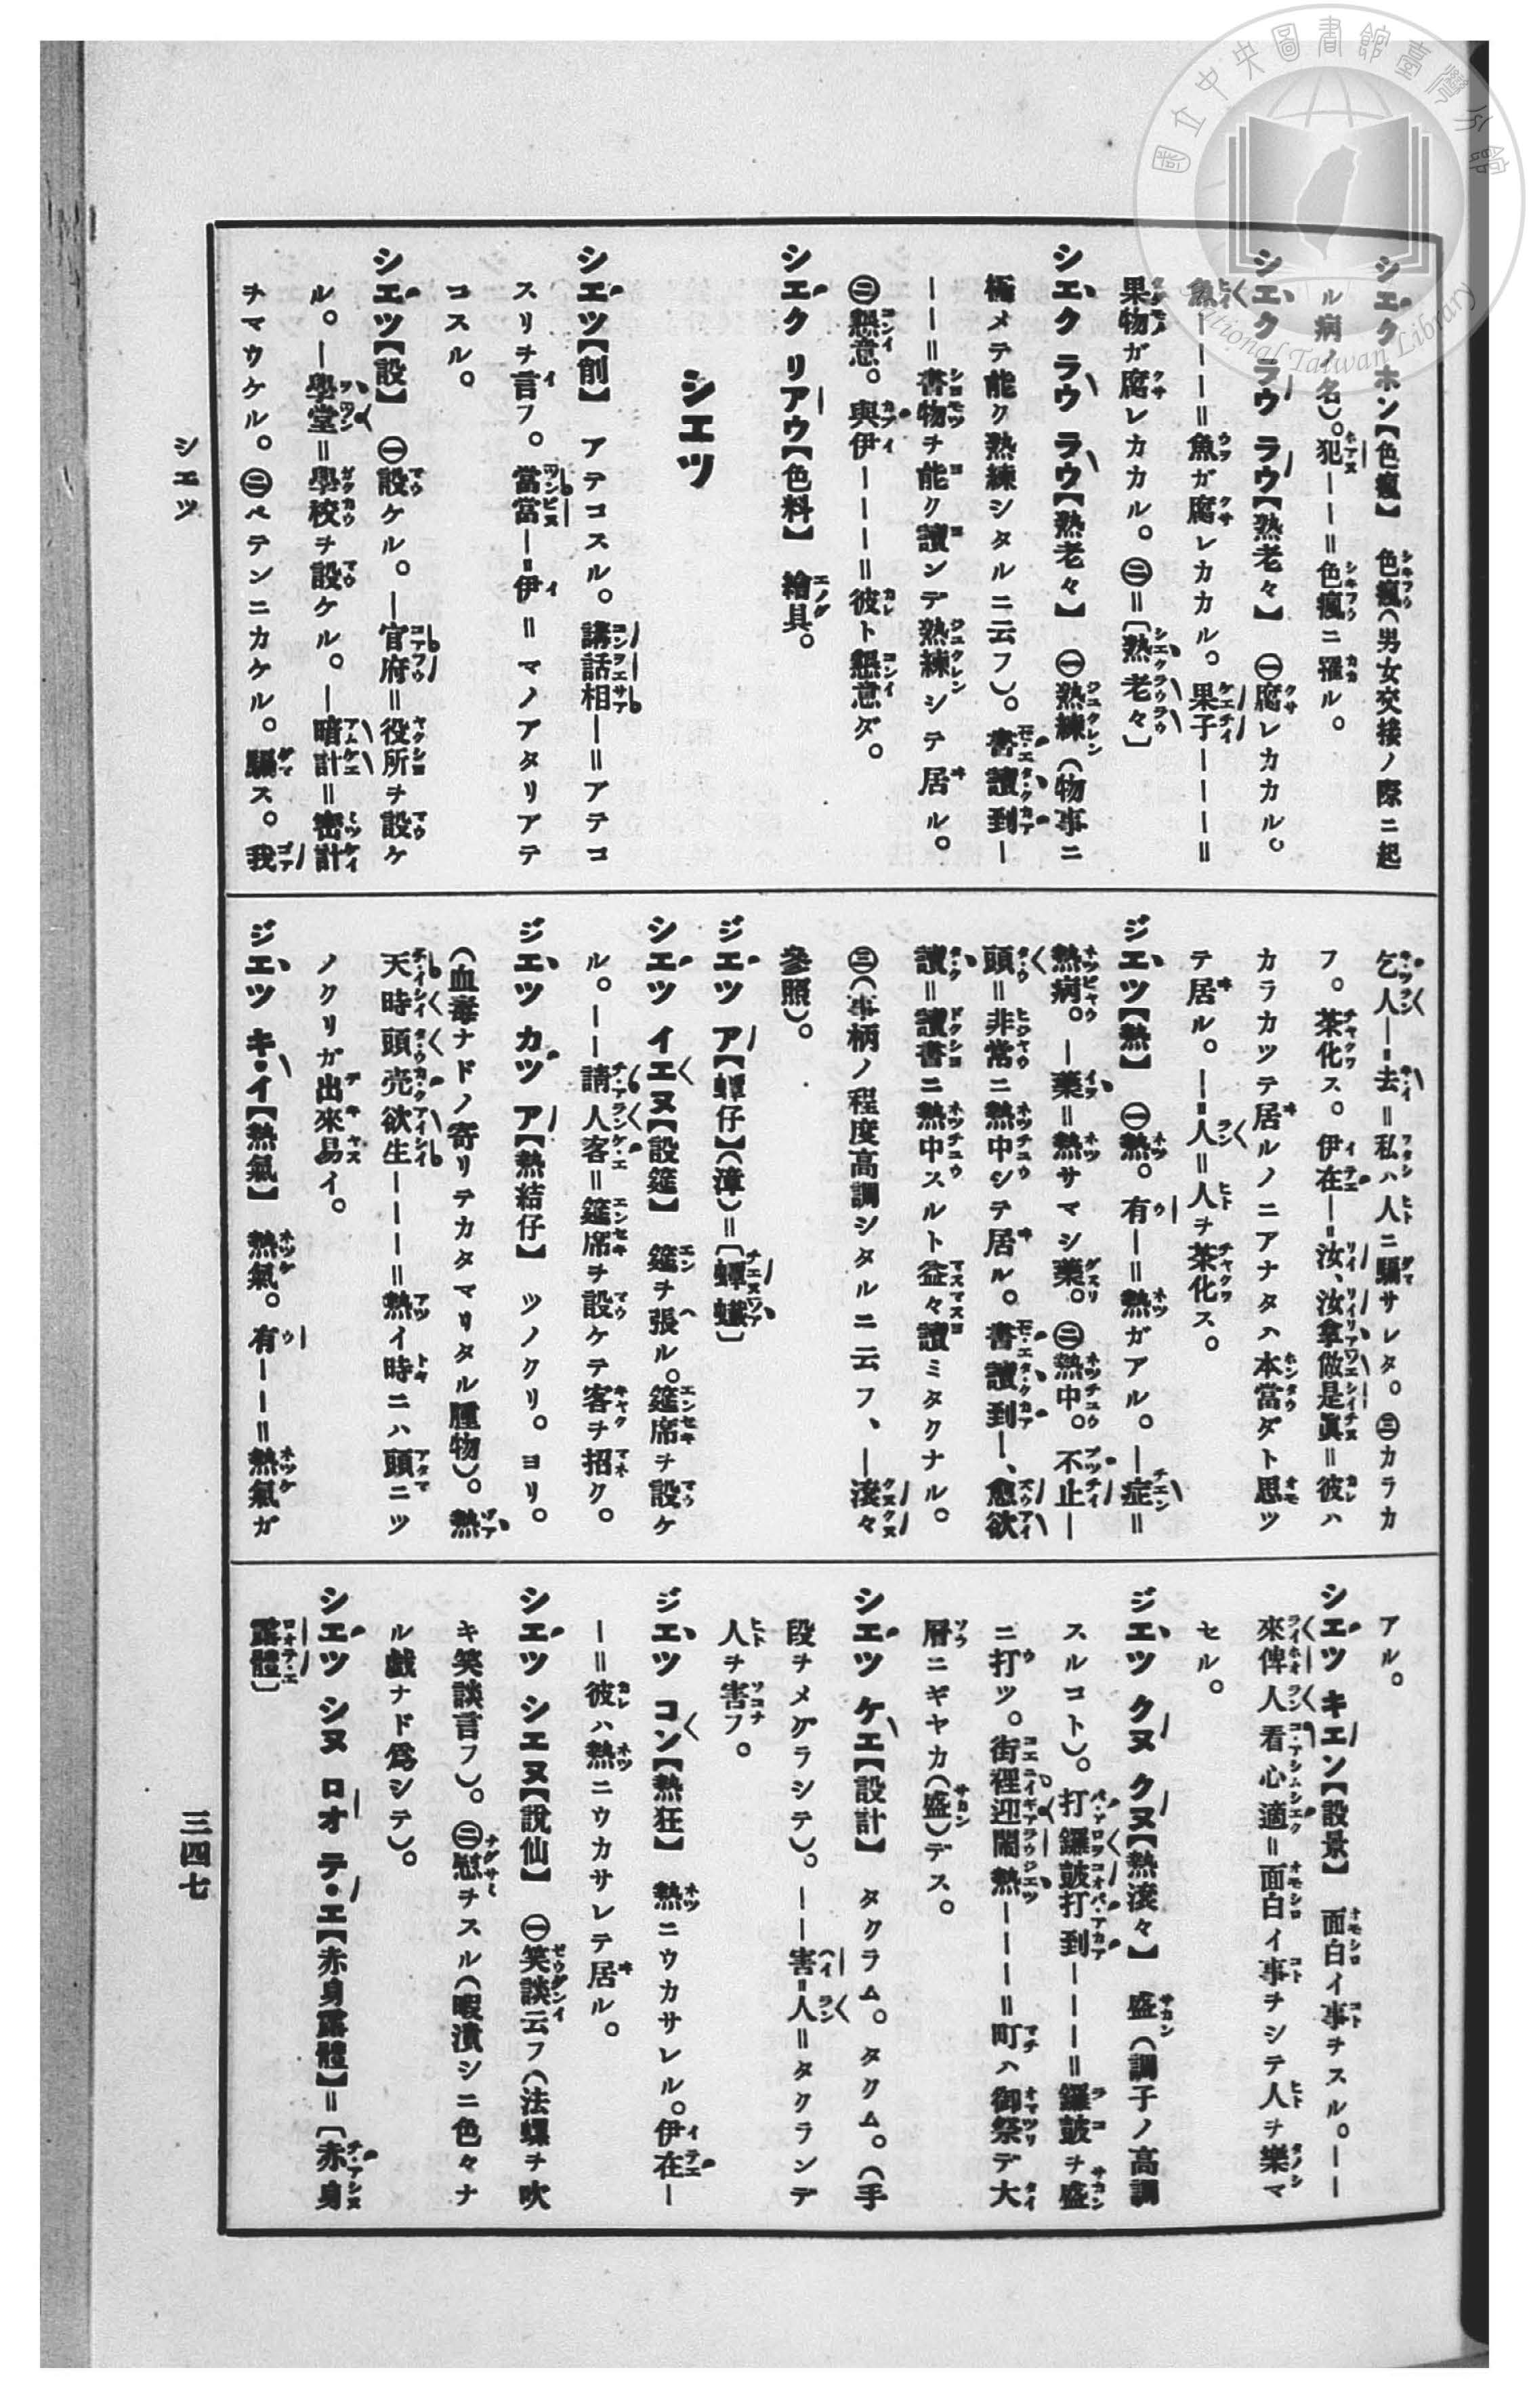 シエク ホン【色瘋】 色瘋(男女交接ノ際ニ起
ル病ノ名)。犯——=色瘋ニ罹ル。
シエク ラウ ラウ【熟老々】 ㊀腐レカカル。
魚————=魚ガ腐レカカル。果子————=
果物ガ腐レカカル。㊁=〔熟老々〕
シエク ラウ ラウ【熟老々】 ㊀熟練(物事ニ
極メテ能ク熟練シタルニ云フ)。書讀到—
——=書物ヲ能ク讀ンデ熟練シテ居ル。
㊁懇意。與伊———=彼ト懇意ダ。
シエク リアウ【色料】 繪具。
シエツ
シエツ【創】 アテコスル。講話相—=アテコ
スリヲ言フ。當當—=伊=マノアタリアテ
コスル。
シエツ【設】 ㊀設ケル。—官府=役所ヲ設ケ
ル。—學堂=學校ヲ設ケル。—暗計=密計
ヲマウケル。㊁ペテンニカケル。騙ス。我
乞人—=去=私ハ人ニ騙サレタ。㊂カラカ
フ。茶化ス。伊在—=汝、汝拿做是眞=彼ハ
カラカツテ居ルノニアナタハ本當ダト思ツ
テ居ル。—=人=人ヲ茶化ス。
ジエツ【熱】 ㊀熱。有—=熱ガアル。—症=
熱病。—藥=熱サマシ藥。㊁熱中。不止—
頭=非常ニ熱中シテ居ル。書讀到—、愈欲
讀=讀書ニ熱中スルト益々讀ミタクナル。
㊂(事柄ノ程度高調シタルニ云フ、—滾々
參照)。
ジエツ ア【蟳仔】(漳)=〔蟳蟻〕
シエツ イエヌ【設筵】 筵ヲ張ル。筵席ヲ設ケ
ル。——請人客=筵席ヲ設ケテ客ヲ招ク。
ジエツ カツ ア【熱結仔】 ツノクリ。ヨリ。
(血毒ナドノ寄リテカタマリタル腫物)。熱
天時頭売欲生———=熱イ時ニハ頭ニツ
ノクリガ出來易イ。
ジエツ キ・イ【熱氣】 熱氣。有——=熱氣ガ
アル。
シエツ キエン【設景】 面白イ事ヲスル。——
來俾人看心適=面白イ事ヲシテ人ヲ樂マ
セル。
ジエツ クヌ クヌ【熱滾々】 盛(調子ノ高調
スルコト)。打鑼鼓打到———=鑼鼓ヲ盛
ニ打ツ。街裡迎閙熱———=町ハ御祭デ大
層ニギヤカ(盛)デス。
シエツ ケエ【設計】 タクラム。タクム。(手
段ヲメグラシテ)。——害=人=タクランデ
人ヲ害フ。
ジエツ コン【熱狂】 熱ニウカサレル。伊在—
—=彼ハ熱ニウカサレテ居ル。
シエツ シエヌ【說仙】 ㊀笑談云フ(法螺ヲ吹
キ笑談言フ)。㊁慰ヲスル(暇潰シニ色々ナ
ル戯ナド爲シテ)。
シエツ シヌ ロオ テ・エ【赤身露體】=〔赤身
露體〕
シエツ
三四七
國立中央圖書館臺灣分館
National Taiwan Library